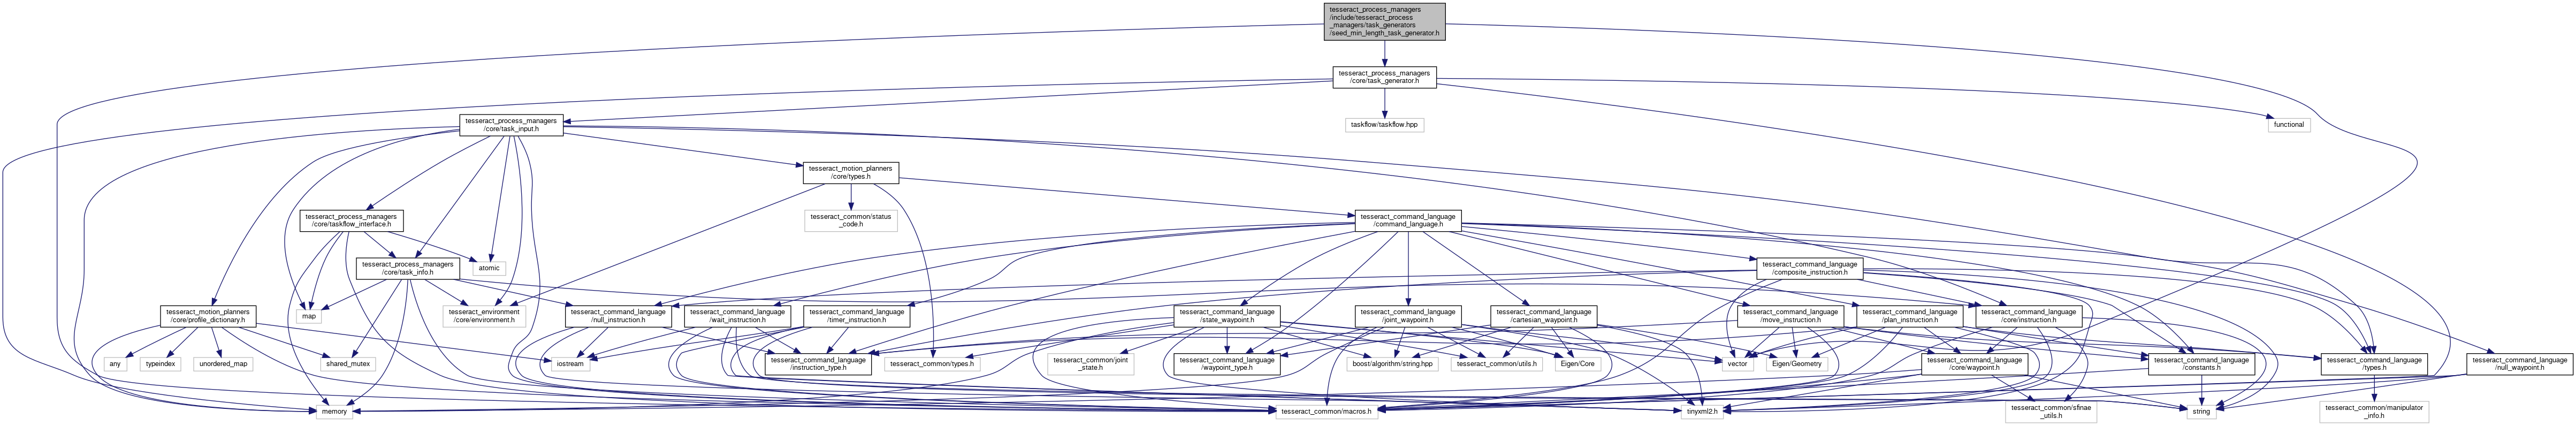 tesseract_process_managers
/include/tesseract_process
_managers/task_generators
/seed_min_length_task_generator.h
tesseract_process_managers
/core/task_generator.h
tesseract_process_managers
/core/task_input.h
taskflow/taskflow.hpp
functional
tesseract_motion_planners
/core/types.h
tesseract_process_managers
/core/taskflow_interface.h
tesseract_common/status
_code.h
tesseract_command_language
/command_language.h
tesseract_process_managers
/core/task_info.h
atomic
tesseract_command_language
/composite_instruction.h
tesseract_motion_planners
/core/profile_dictionary.h
map
tesseract_environment
/core/environment.h
tesseract_command_language
/null_instruction.h
tesseract_command_language
/wait_instruction.h
tesseract_command_language
/timer_instruction.h
tesseract_command_language
/state_waypoint.h
tesseract_command_language
/joint_waypoint.h
tesseract_command_language
/cartesian_waypoint.h
tesseract_command_language
/move_instruction.h
tesseract_command_language
/plan_instruction.h
tesseract_command_language
/core/instruction.h
any
typeindex
unordered_map
shared_mutex
iostream
tesseract_command_language
/instruction_type.h
tesseract_common/types.h
tesseract_common/joint
_state.h
tesseract_command_language
/waypoint_type.h
boost/algorithm/string.hpp
tesseract_common/utils.h
Eigen/Core
vector
Eigen/Geometry
tesseract_command_language
/core/waypoint.h
tesseract_command_language
/constants.h
tesseract_command_language
/types.h
tesseract_command_language
/null_waypoint.h
memory
tesseract_common/macros.h
tinyxml2.h
tesseract_common/sfinae
_utils.h
string
tesseract_common/manipulator
_info.h